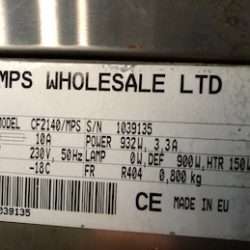 MPS WHOLESALE LTD
MODEL CF2140/MPS S/N 1039135
10A POWER 932W, 3,3A
230V, 50Hz LAMP 0W, DEF 900W, HTR 150W
-18C FR R404 0,800 kg
CE MADE IN EU
1039135